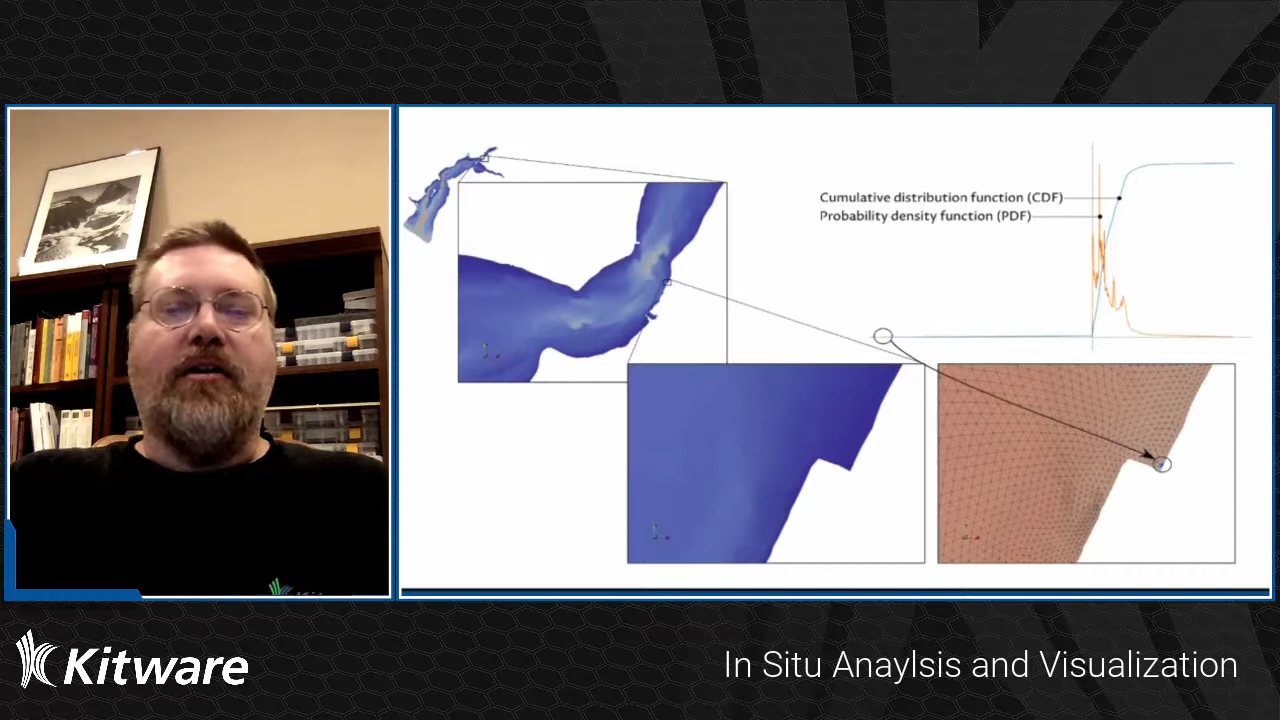 Cumulative distribution function (CDF)
Probability density function (PDF)
Kitware
In Situ Anaylsis and Visualization